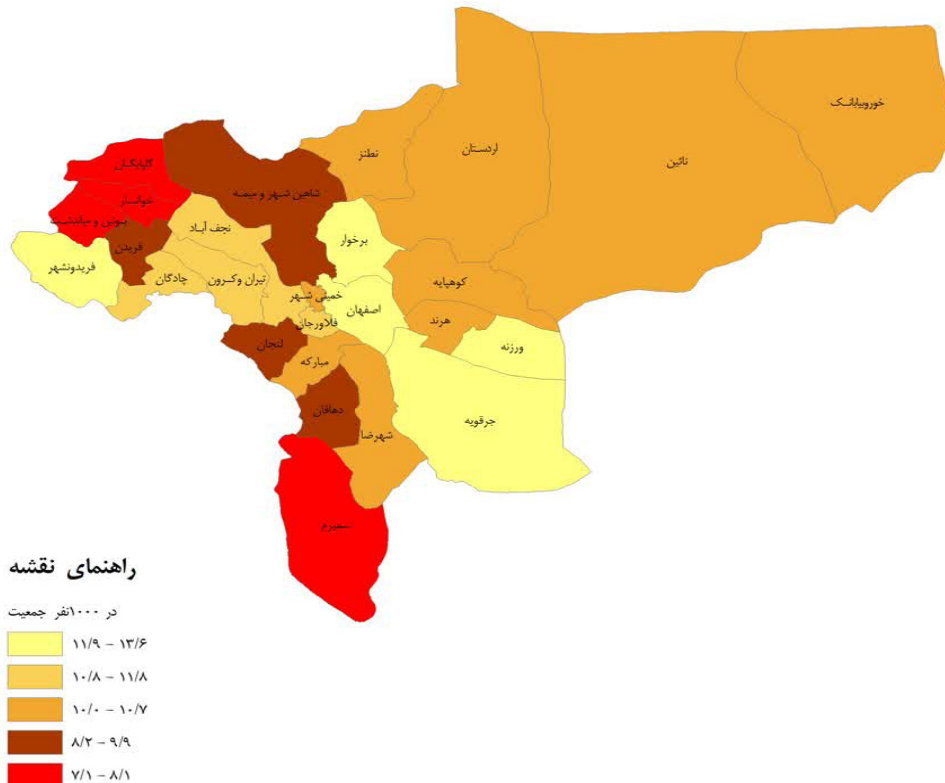 خوروبیابانک
اردستان
نطنز
نائین
گلپایگان
شاهین شهر و میمه
خوانسار
بوئین و میاندشت
نجف آباد
فریدن
برخوار
فریدونشهر
چادگان
تیران وکرون
کوهپایه
خمینی شهر
اصفهان
فلاورجان
هرند
ورزنه
لنجان
مبارکه
دهاقان
شهرضا
جرقویه
سمیرم
راهنمای نقشه
در ۱۰۰۰نفر جمعیت
۱۱/۹ – ۱۳/۶
۱۰/۸ – ۱۱/۸
۱۰/۰ – ۱۰/۷
۸/۲ – ۹/۹
۷/۱ – ۸/۱